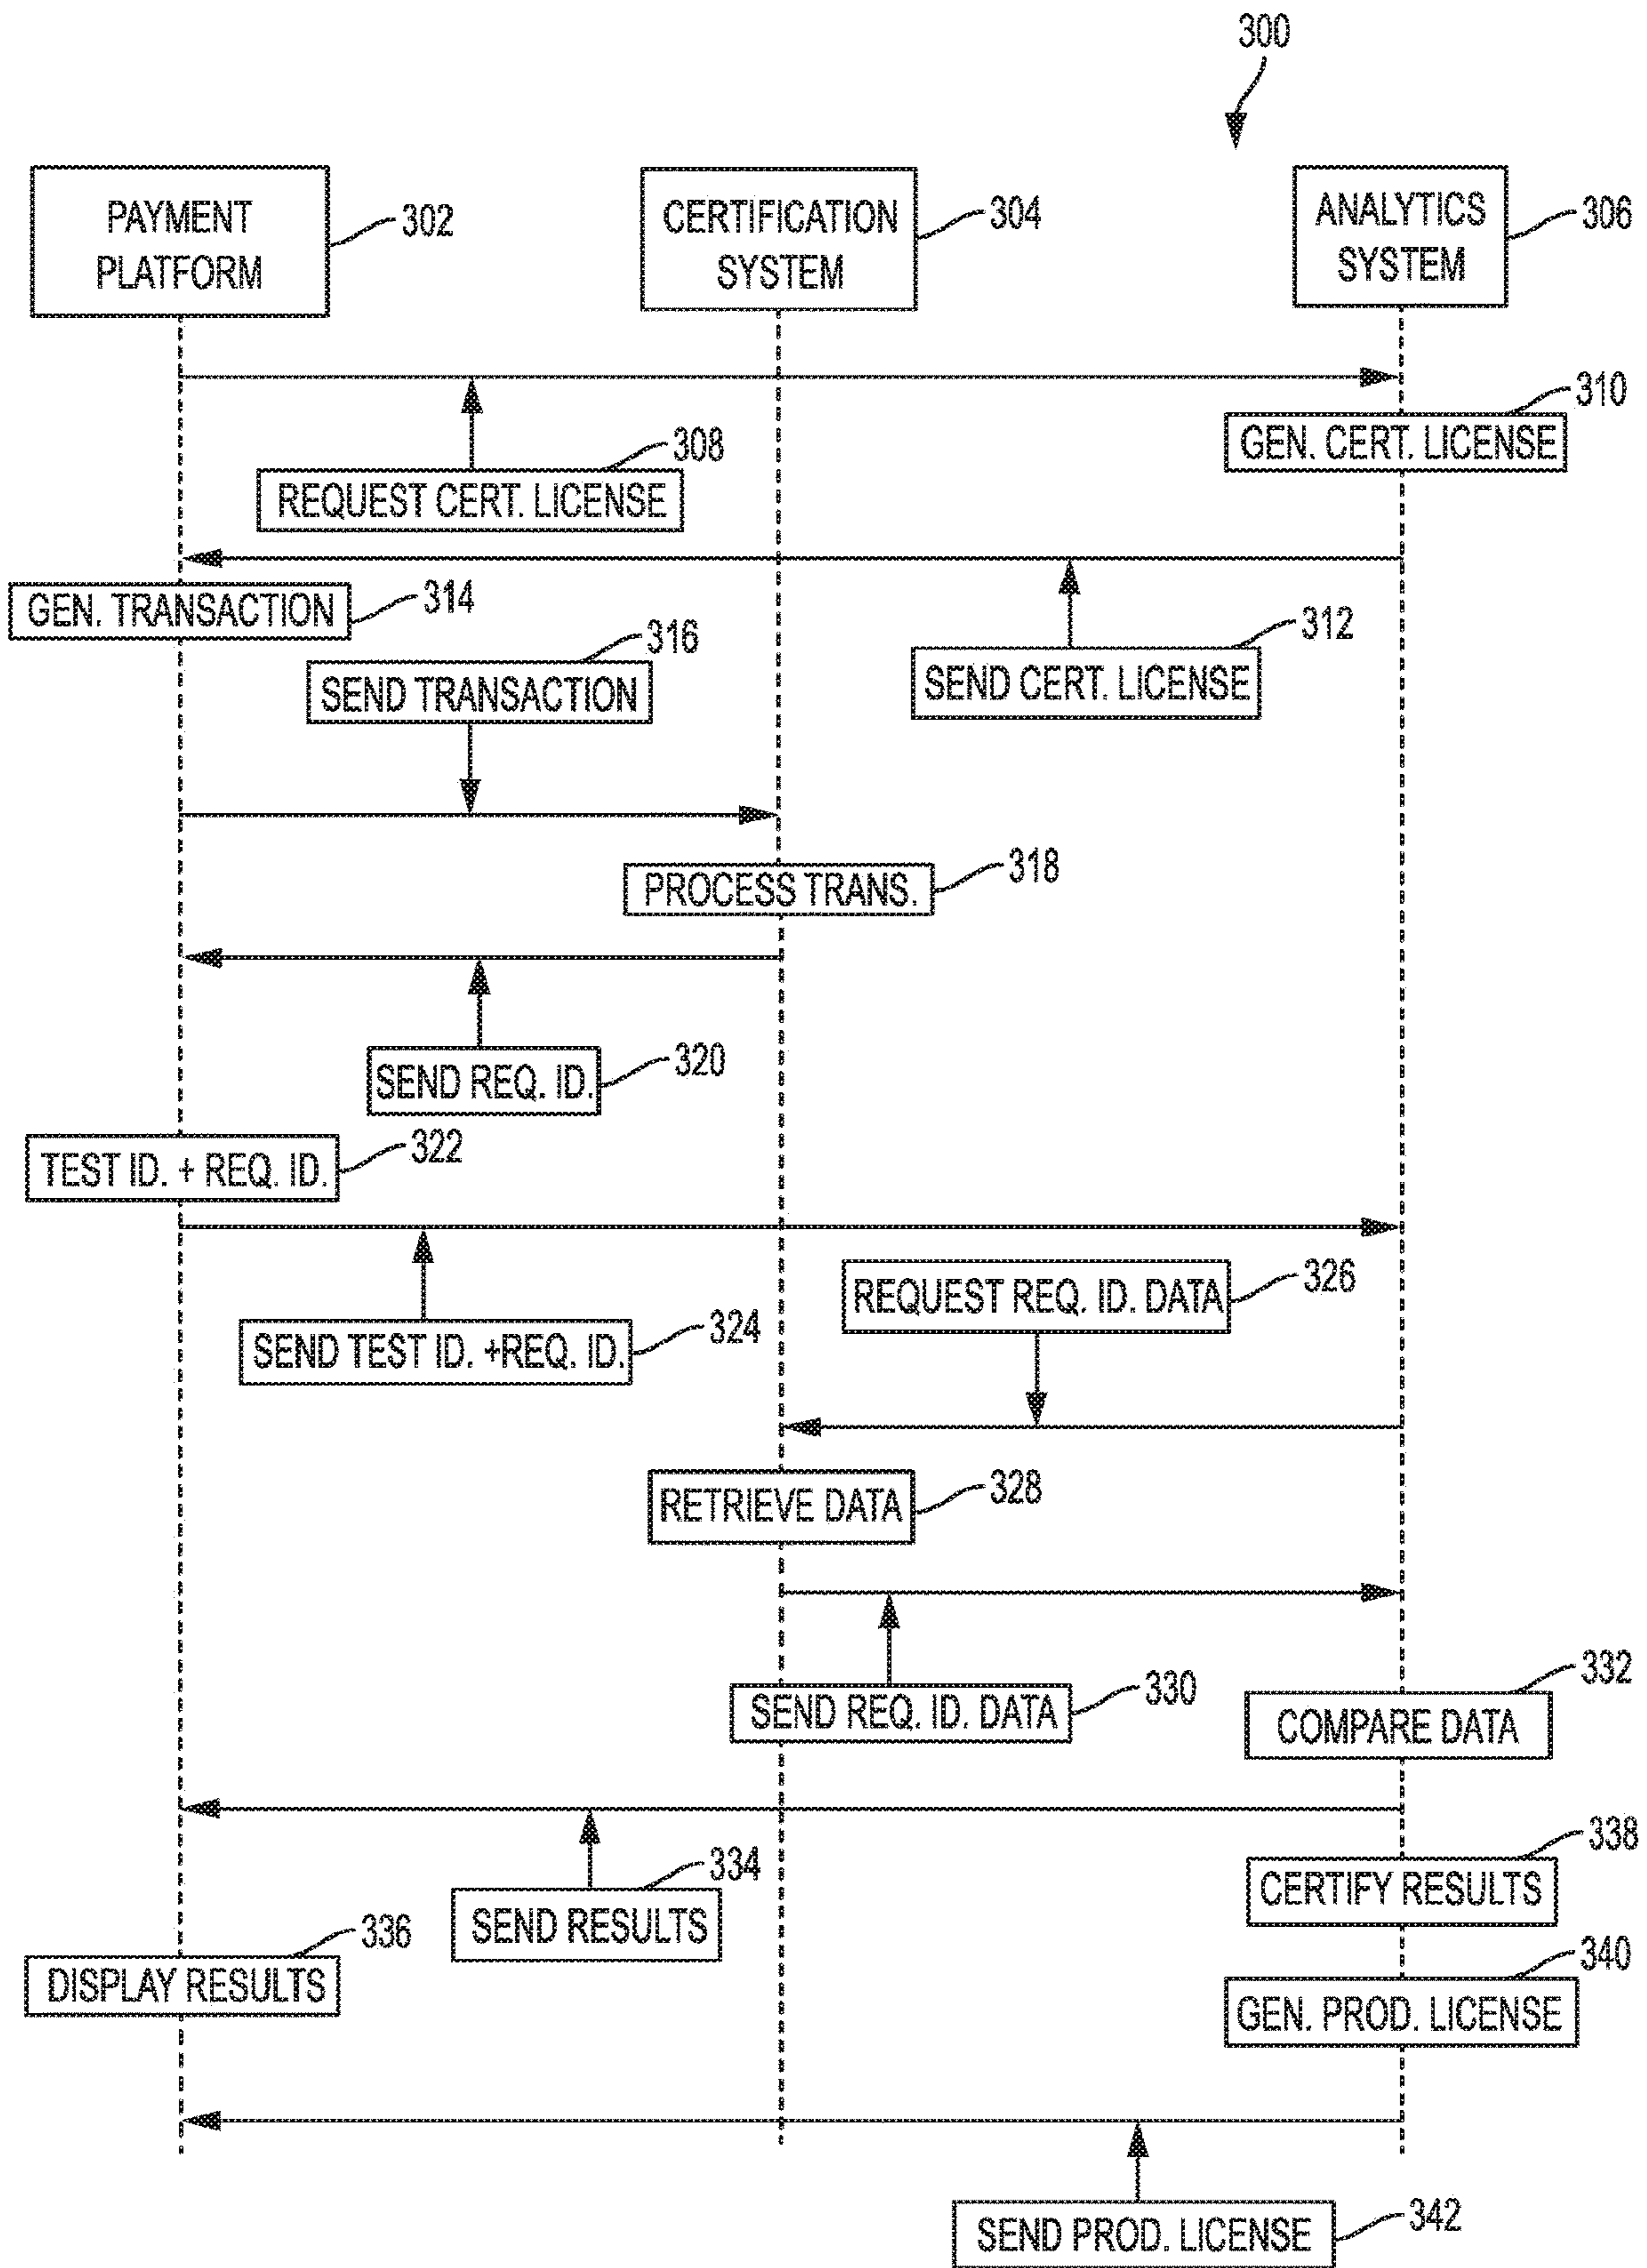 300
PAYMENT
PLATFORM
302
CERTIFICATION
SYSTEM
304
ANALYTICS
SYSTEM
306
310
GEN. CERT. LICENSE
308
REQUEST CERT. LICENSE
GEN. TRANSACTION
314
312
SEND CERT. LICENSE
316
SEND TRANSACTION
318
PROCESS TRANS.
320
SEND REQ. ID.
322
TEST ID. + REQ. ID.
326
REQUEST REQ. ID. DATA
324
SEND TEST ID. +REQ. ID.
328
RETRIEVE DATA
330
SEND REQ. ID. DATA
332
COMPARE DATA
334
SEND RESULTS
338
CERTIFY RESULTS
336
DISPLAY RESULTS
340
GEN. PROD. LICENSE
342
SEND PROD. LICENSE